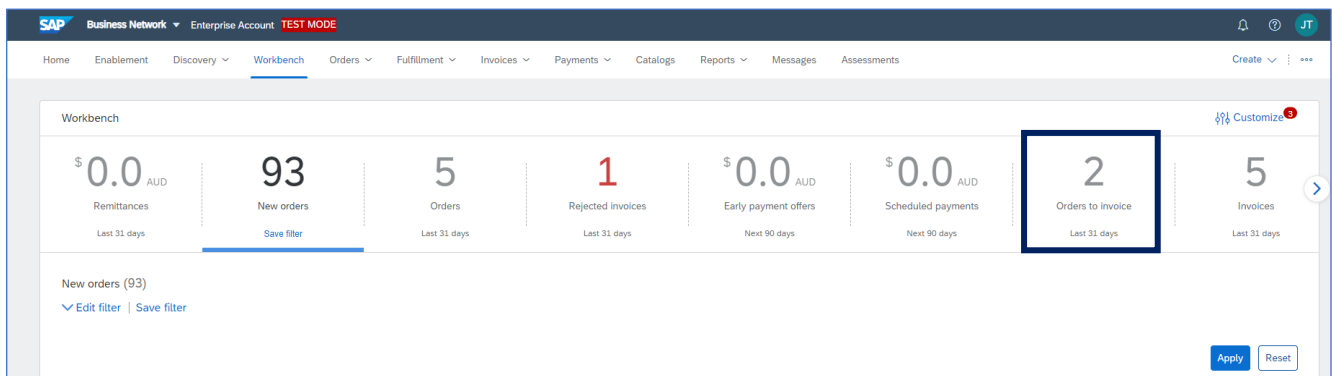 SAP Business Network Enterprise Account TEST MODE JT
Home Enablement Discovery Workbench Orders Fulfillment Invoices Payments Catalogs Reports Messages Assessments Create
Workbench Customize 3
$ 0.0 AUD 93 5 1 $ 0.0 AUD $ 0.0 AUD 2 5
Remittances New orders Orders Rejected invoices Early payment offers Scheduled payments Orders to invoice Invoices
Last 31 days Save filter Last 31 days Last 31 days Next 90 days Next 90 days Last 31 days Last 31 days
New orders (93)
Edit filter | Save filter
Apply Reset